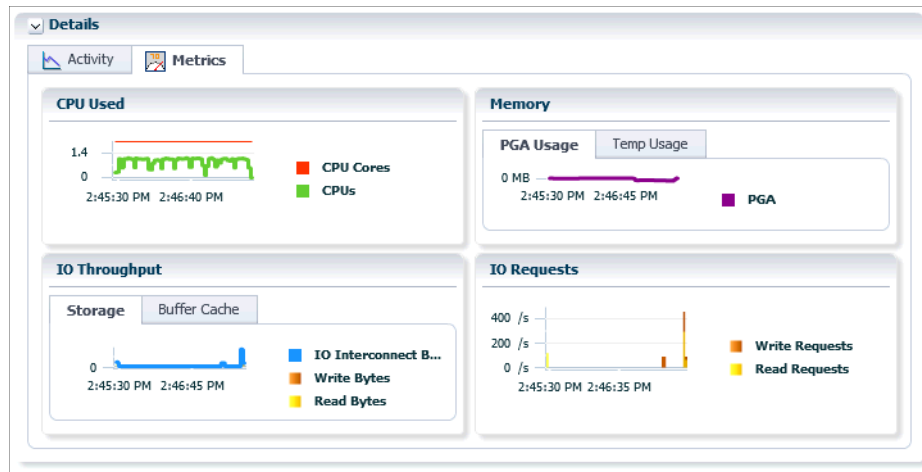 Details
Activity
Metrics
CPU Used
1.4
0
2:45:30 PM 2:46:40 PM
CPU Cores
CPUs
Memory
PGA Usage
Temp Usage
0 MB
2:45:30 PM 2:46:45 PM
PGA
IO Throughput
Storage
Buffer Cache
0
2:45:30 PM 2:46:45 PM
IO Interconnect B...
Write Bytes
Read Bytes
IO Requests
400 /s
200 /s
0 /s
2:45:30 PM 2:46:35 PM
Write Requests
Read Requests